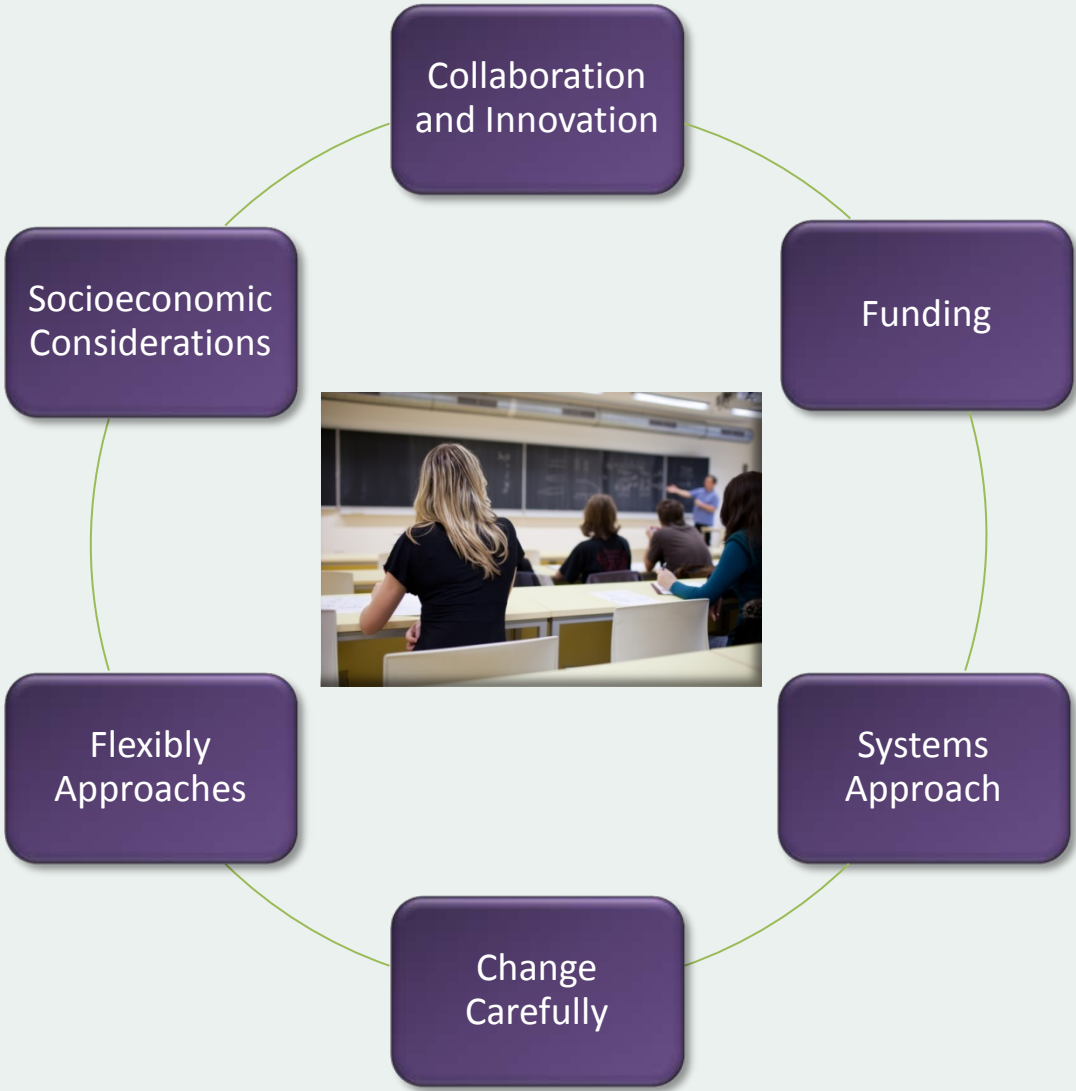 Collaboration
and Innovation
Funding
Systems
Approach
Change
Carefully
Flexibly
Approaches
Socioeconomic
Considerations